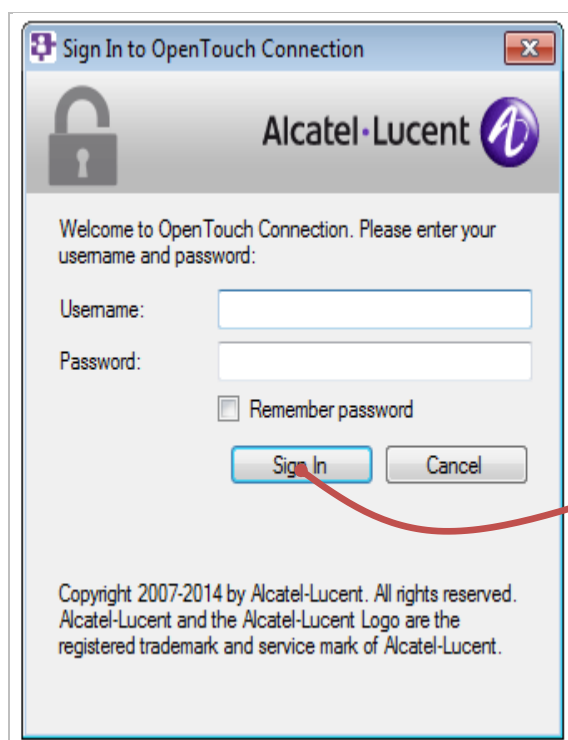 Sign In to OpenTouch Connection
Alcatel·Lucent
Welcome to OpenTouch Connection. Please enter your
username and password:
Username:
Password:
Remember password
Sign In
Cancel
Copyright 2007-2014 by Alcatel-Lucent. All rights reserved.
Alcatel-Lucent and the Alcatel-Lucent Logo are the
registered trademark and service mark of Alcatel-Lucent.